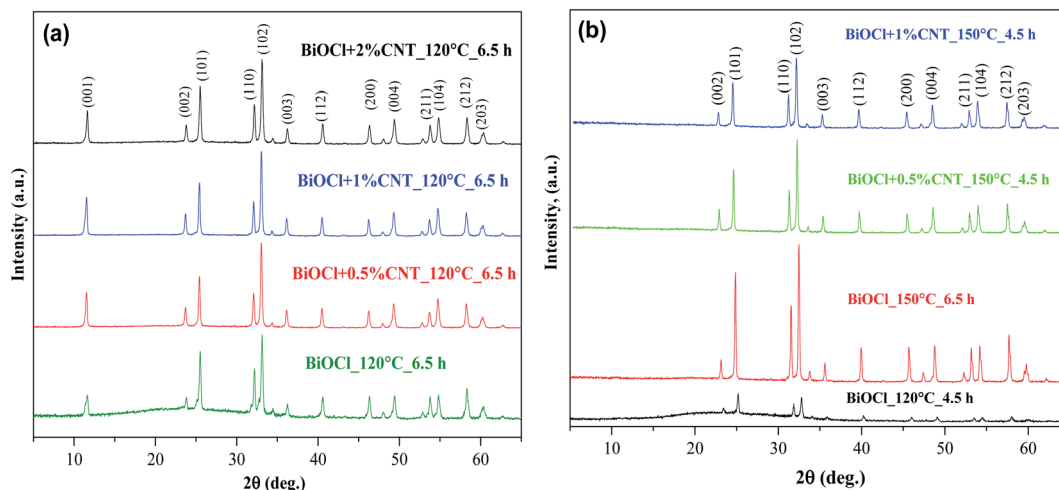 (a)
BiOCl+2%CNT_120°C_6.5 h
(001)
(002)
(101)
(110)
(102)
(003)
(112)
(200)
(004)
(211)
(104)
(212)
(203)
BiOCl+1%CNT_120°C_6.5 h
BiOCl+0.5%CNT_120°C_6.5 h
BiOCl_120°C_6.5 h
Intensity (a.u.)
10 20 30 40 50 60
2θ (deg.)
(b)
BiOCl+1%CNT_150°C_4.5 h
(002)
(101)
(110)
(102)
(003)
(112)
(200)
(004)
(211)
(104)
(212)
(203)
BiOCl+0.5%CNT_150°C_4.5 h
BiOCl_150°C_6.5 h
BiOCl_120°C_4.5 h
Intensity, (a.u.)
10 20 30 40 50 60
2θ (deg.)